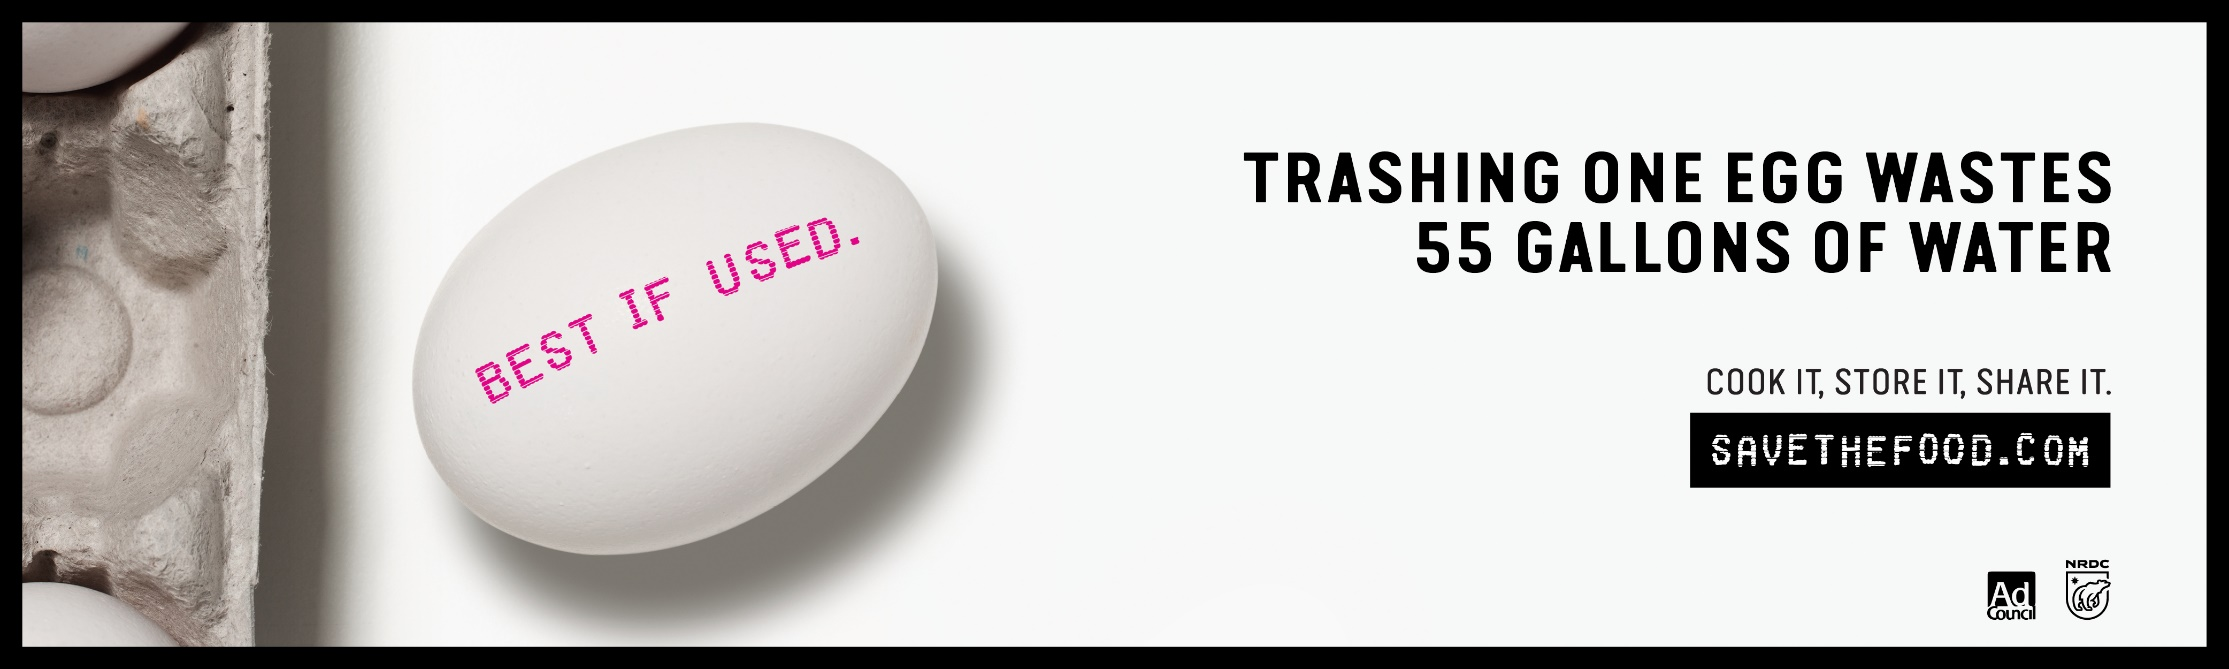 BEST IF USED.
TRASHING ONE EGG WASTES
55 GALLONS OF WATER
COOK IT, STORE IT, SHARE IT.
SAVETHEFOOD.COM
Ad
Council
NRDC